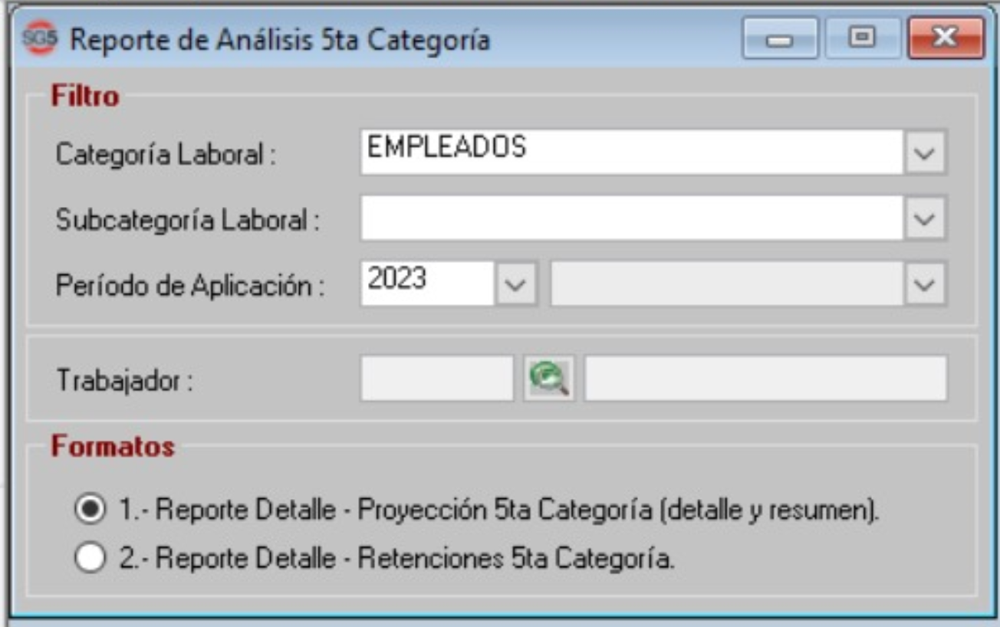 SG5 Reporte de Análisis 5ta Categoría
Filtro
Categoría Laboral : EMPLEADOS
Subcategoría Laboral :
Período de Aplicación : 2023
Trabajador :
Formatos
1.- Reporte Detalle - Proyección 5ta Categoría (detalle y resumen).
2.- Reporte Detalle - Retenciones 5ta Categoría.